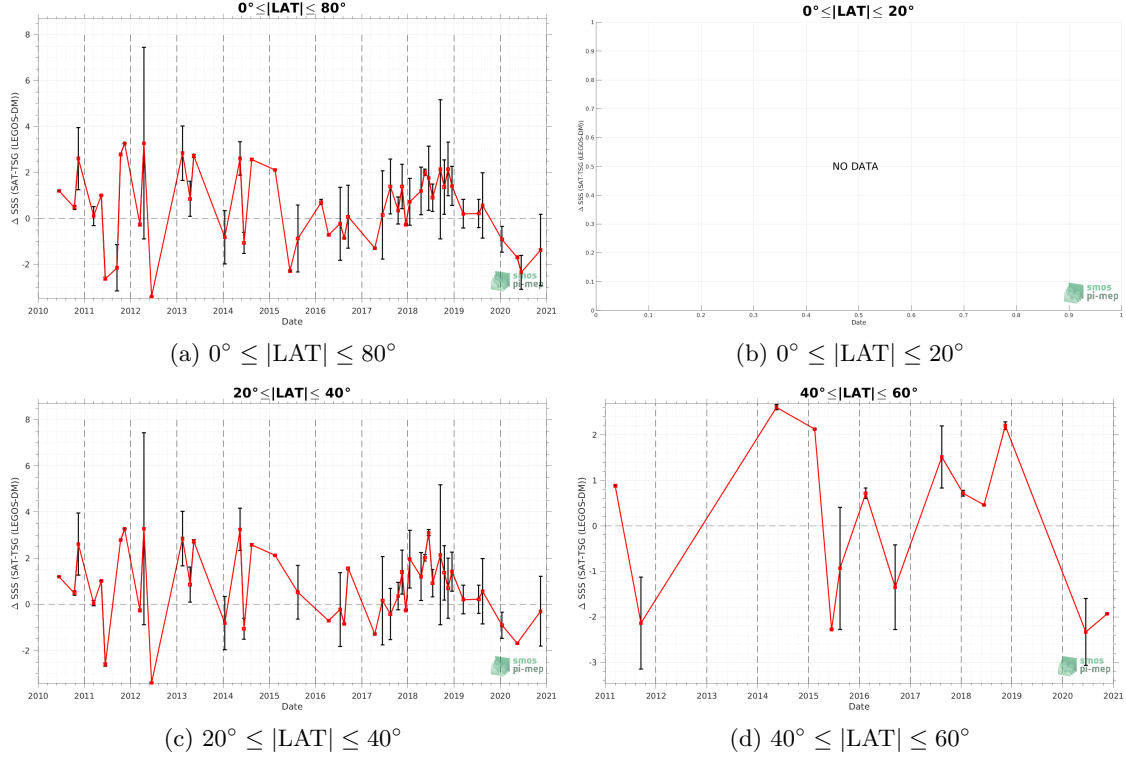 0°≤|LAT|≤ 80°
Δ SSS (SAT-TSG (LEGOS-DM))
8
6
4
2
0
-2
2010 2011 2012 2013 2014 2015 2016 2017 2018 2019 2020 2021
Date
smos
pi-mep
(a) 0° ≤ |LAT| ≤ 80°
0°≤|LAT|≤ 20°
Δ SSS (SAT-TSG (LEGOS-DM))
1
0.9
0.8
0.7
0.6
0.5
0.4
0.3
0.2
0.1
0
NO DATA
0 0.1 0.2 0.3 0.4 0.5 0.6 0.7 0.8 0.9 1
Date
smos
pi-mep
(b) 0° ≤ |LAT| ≤ 20°
20°≤|LAT|≤ 40°
Δ SSS (SAT-TSG (LEGOS-DM))
8
6
4
2
0
-2
2010 2011 2012 2013 2014 2015 2016 2017 2018 2019 2020 2021
Date
smos
pi-mep
(c) 20° ≤ |LAT| ≤ 40°
40°≤|LAT|≤ 60°
Δ SSS (SAT-TSG (LEGOS-DM))
2
1
0
-1
-2
-3
2011 2012 2013 2014 2015 2016 2017 2018 2019 2020 2021
Date
smos
pi-mep
(d) 40° ≤ |LAT| ≤ 60°